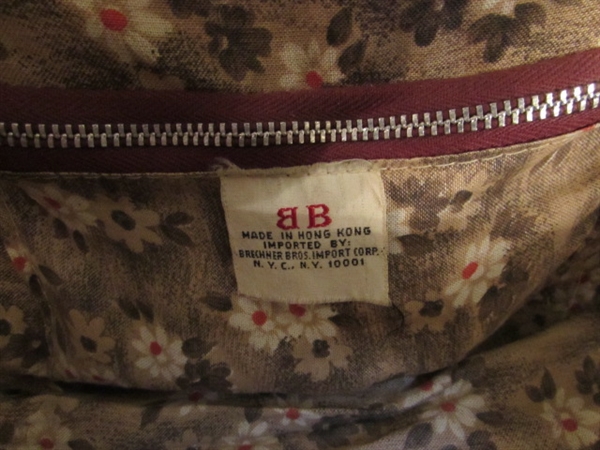 BB
MADE IN HONG KONG
IMPORTED BY:
BRECHNER BROS. IMPORT CORP.
N.Y.C., N.Y. 10001